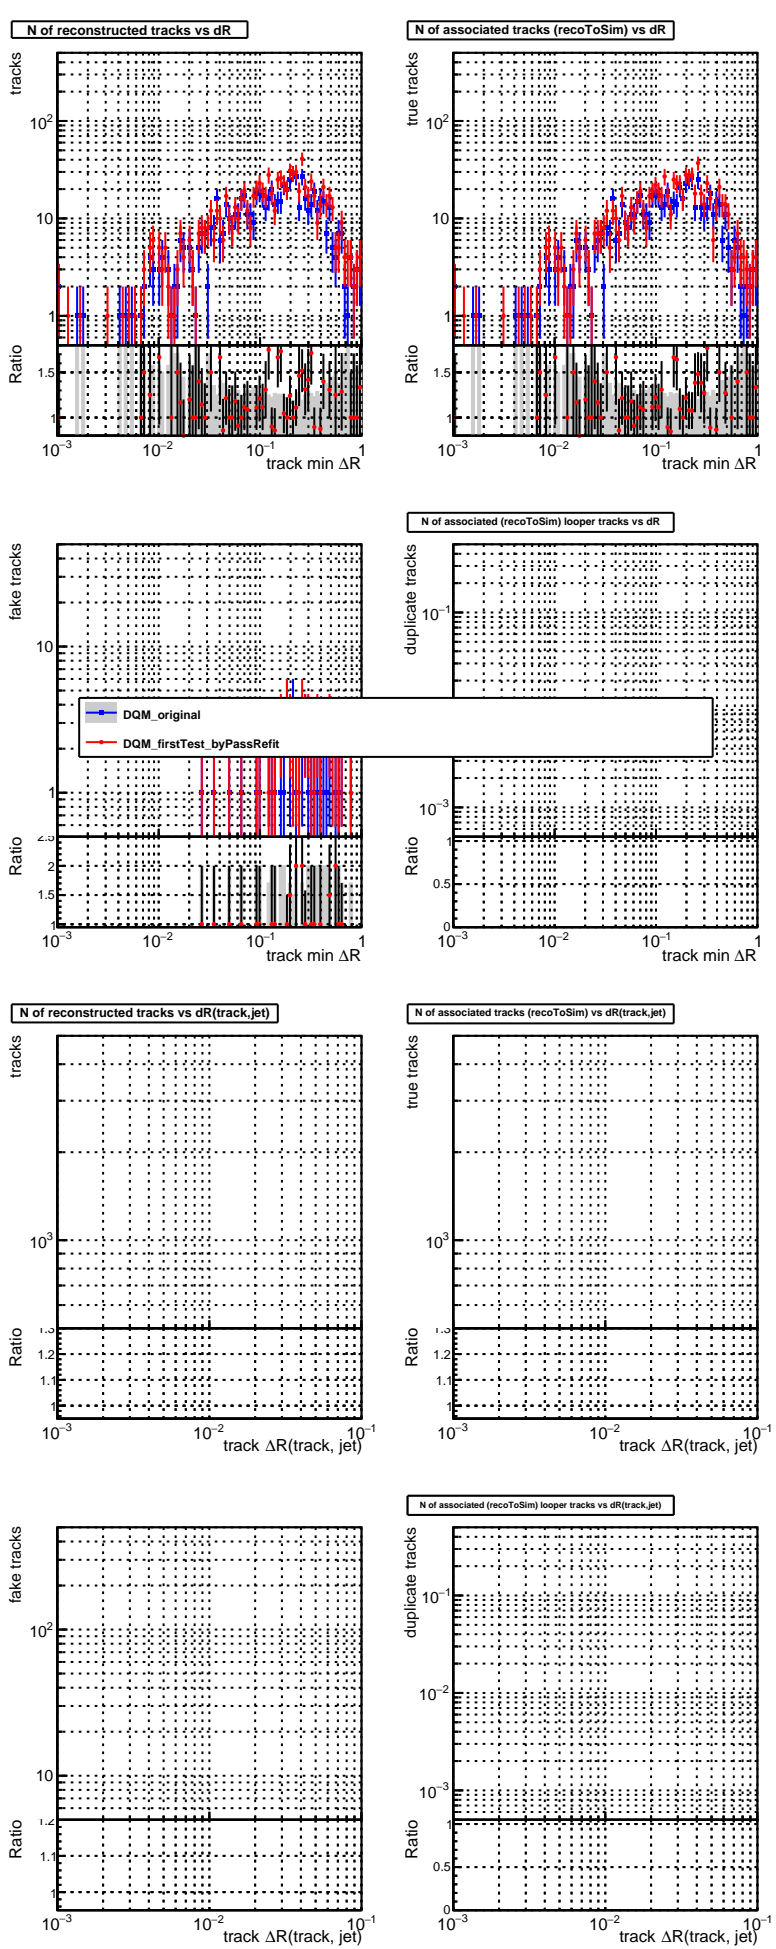 N of reconstructed tracks vs dR
tracks
10²
10
1
Ratio
1.5
1
10⁻³
10⁻²
10⁻¹
1
track min ΔR
N of associated tracks (recoToSim) vs dR
true tracks
10²
10
1
Ratio
1.5
1
10⁻³
10⁻²
10⁻¹
1
track min ΔR
fake tracks
10
1
Ratio
2.5
2
1.5
1
10⁻³
10⁻²
10⁻¹
1
track min ΔR
N of associated (recoToSim) looper tracks vs dR
duplicate tracks
10⁻¹
10⁻³
Ratio
1
0.5
0
10⁻³
10⁻²
10⁻¹
1
track min ΔR
DQM_original
DQM_firstTest_byPassRefit
N of reconstructed tracks vs dR(track,jet)
tracks
10³
Ratio
1.3
1.2
1.1
1
10⁻³
10⁻²
10⁻¹
track ΔR(track, jet)
N of associated tracks (recoToSim) vs dR(track,jet)
true tracks
10³
Ratio
1.3
1.2
1.1
1
10⁻³
10⁻²
10⁻¹
track ΔR(track, jet)
fake tracks
10²
10
Ratio
1.2
1.1
1
10⁻³
10⁻²
10⁻¹
track ΔR(track, jet)
N of associated (recoToSim) looper tracks vs dR(track,jet)
duplicate tracks
10⁻¹
10⁻²
10⁻³
Ratio
1
0.5
0
10⁻³
10⁻²
10⁻¹
track ΔR(track, jet)